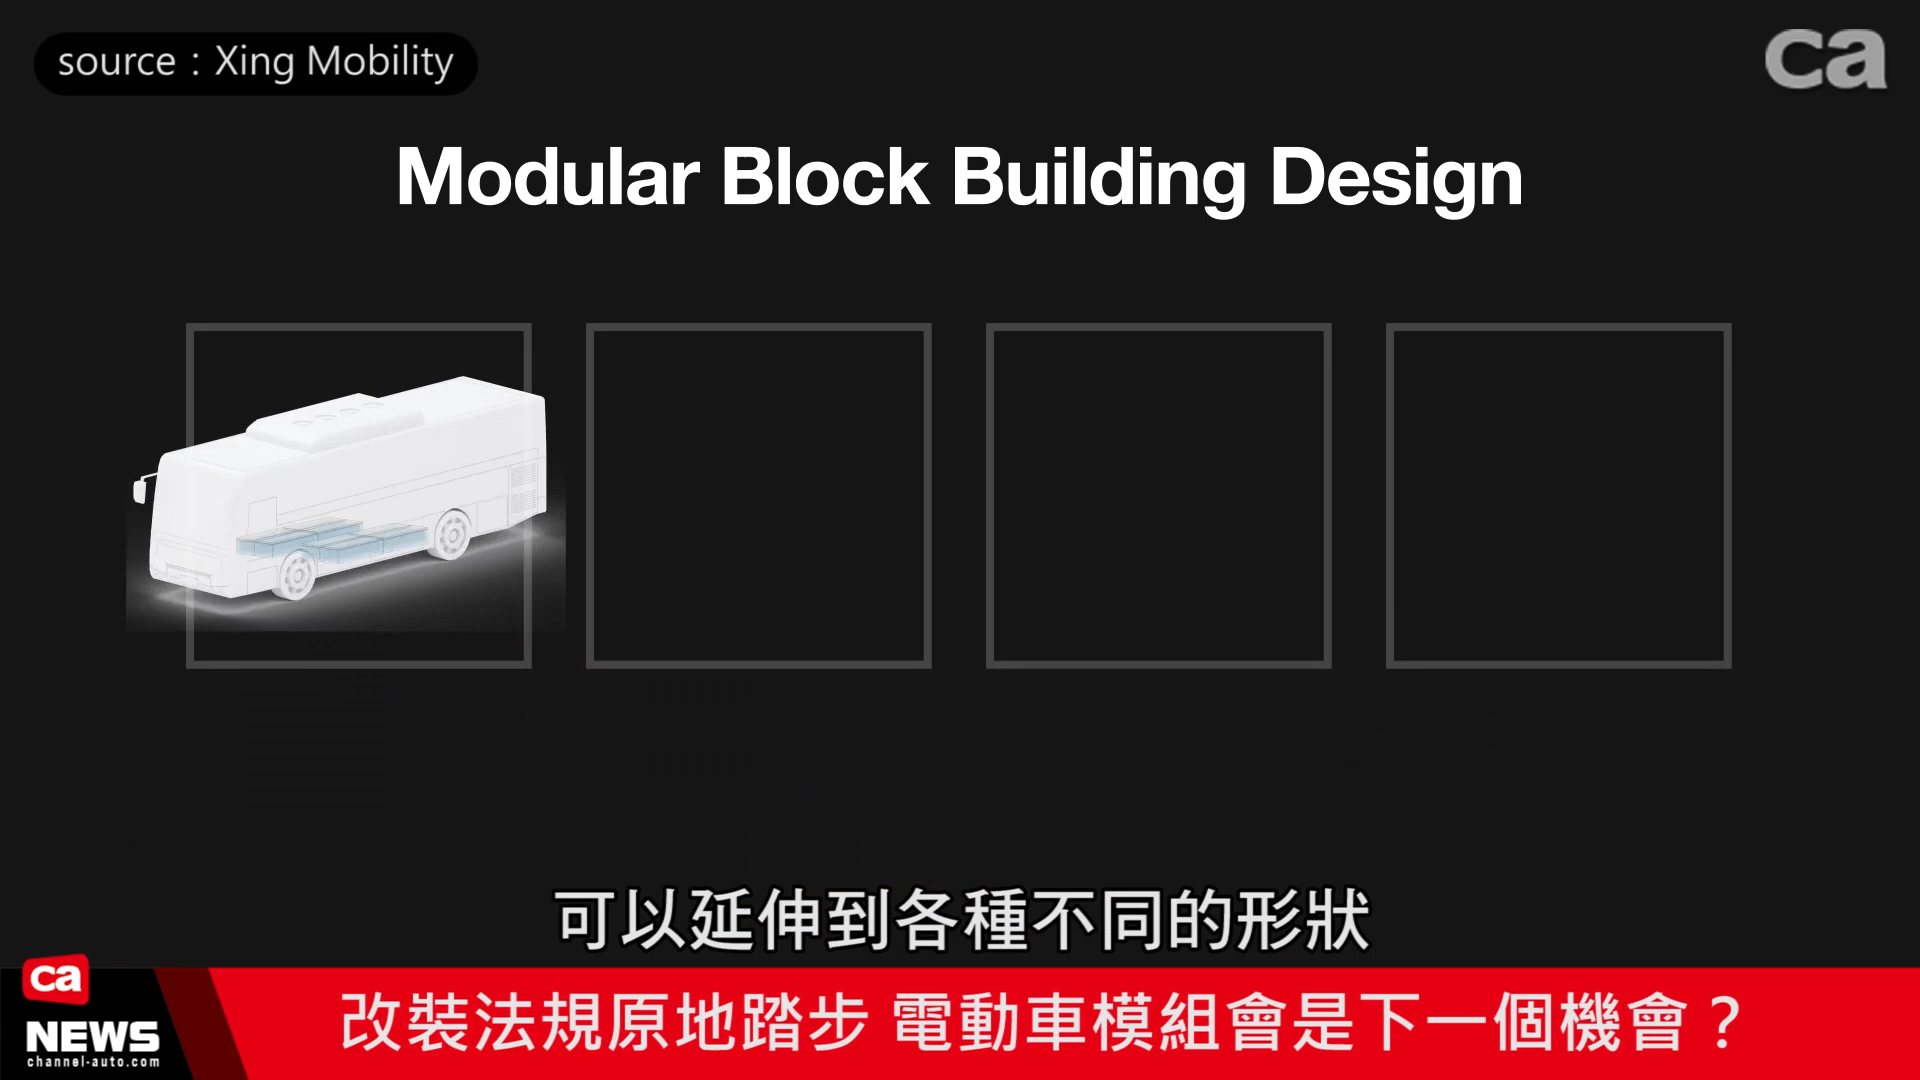 source：Xing Mobility
ca
Modular Block Building Design
可以延伸到各種不同的形狀
ca
NEWS
channel-auto.com
改裝法規原地踏步 電動車模組會是下一個機會？